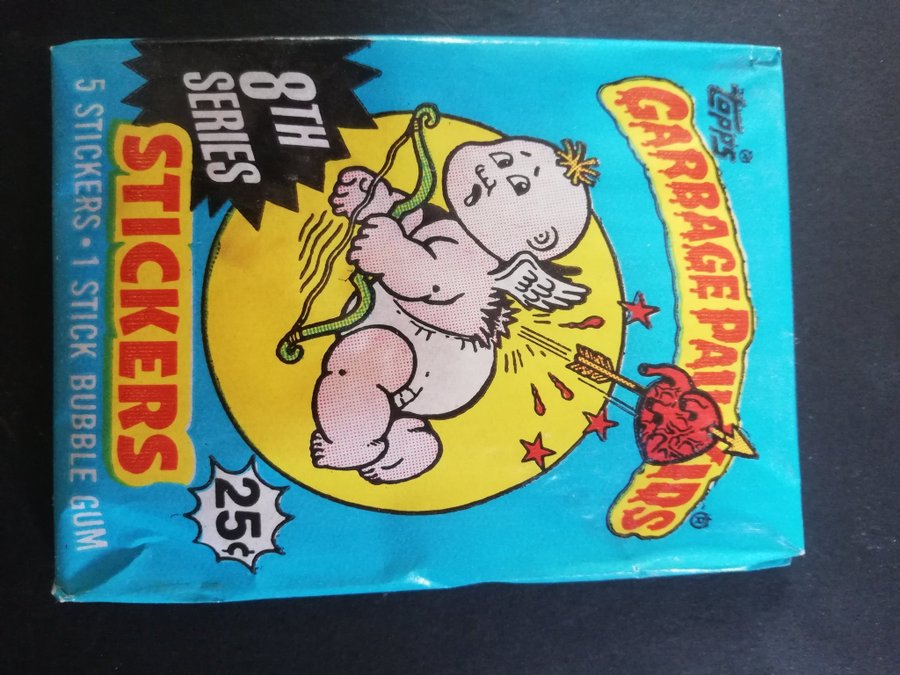 Topps®
GARBAGE PAIL KIDS®
8TH
SERIES
25¢
STICKERS
5 STICKERS • 1 STICK BUBBLE GUM